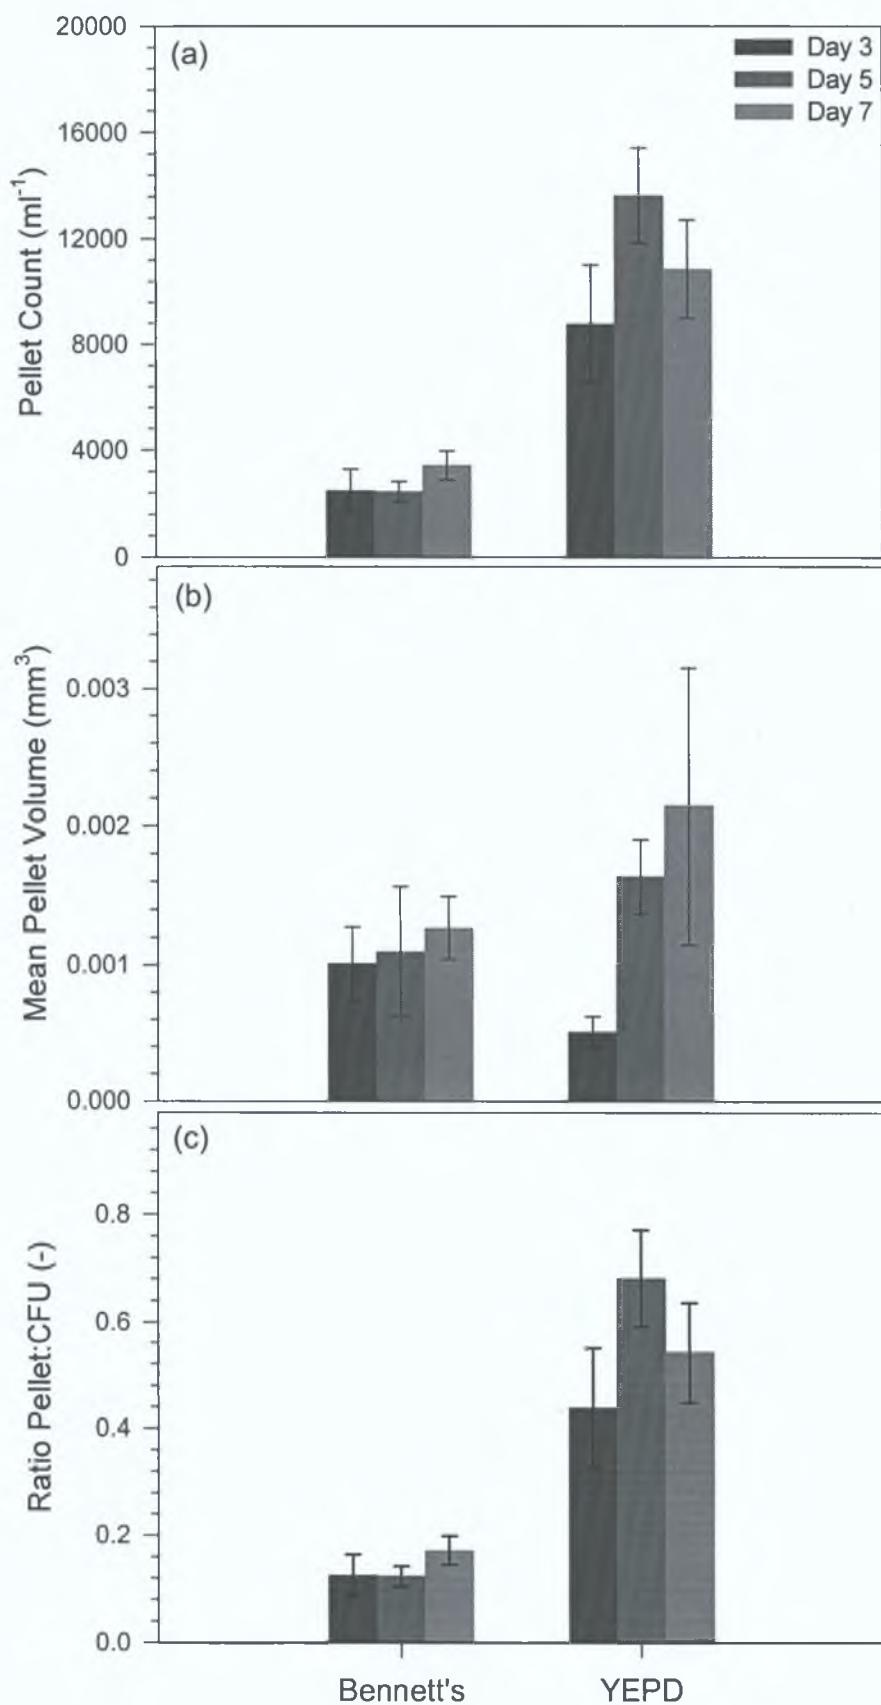 (a)
Day 3
Day 5
Day 7
Pellet Count (ml⁻¹)
20000
16000
12000
8000
4000
0
(b)
Mean Pellet Volume (mm³)
0.003
0.002
0.001
0.000
(c)
Ratio Pellet:CFU (-)
0.8
0.6
0.4
0.2
0.0
Bennett's
YEPD